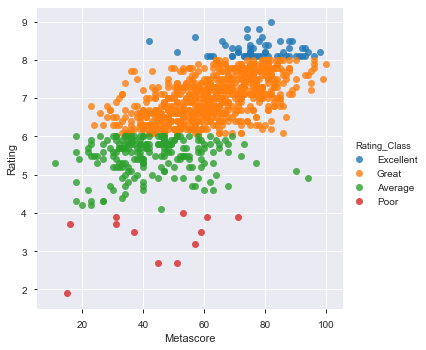 9
8
7
6
5
4
3
2
Rating
20
40
60
80
100
Metascore
Rating_Class
Excellent
Great
Average
Poor